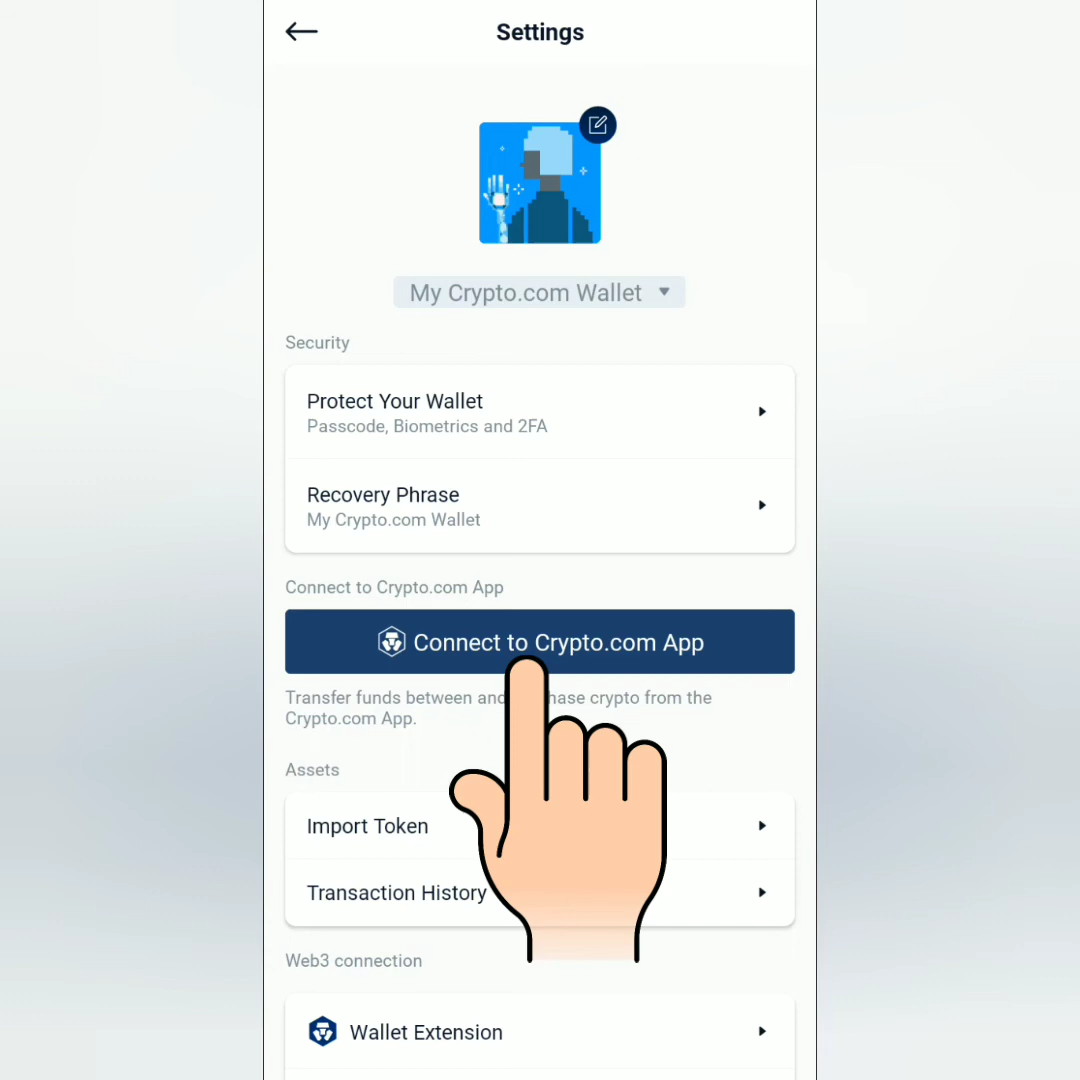 Settings
My Crypto.com Wallet
Security
Protect Your Wallet
Passcode, Biometrics and 2FA
Recovery Phrase
My Crypto.com Wallet
Connect to Crypto.com App
Connect to Crypto.com App
Transfer funds between and hase crypto from the
Crypto.com App.
Assets
Import Token
Transaction History
Web3 connection
Wallet Extension